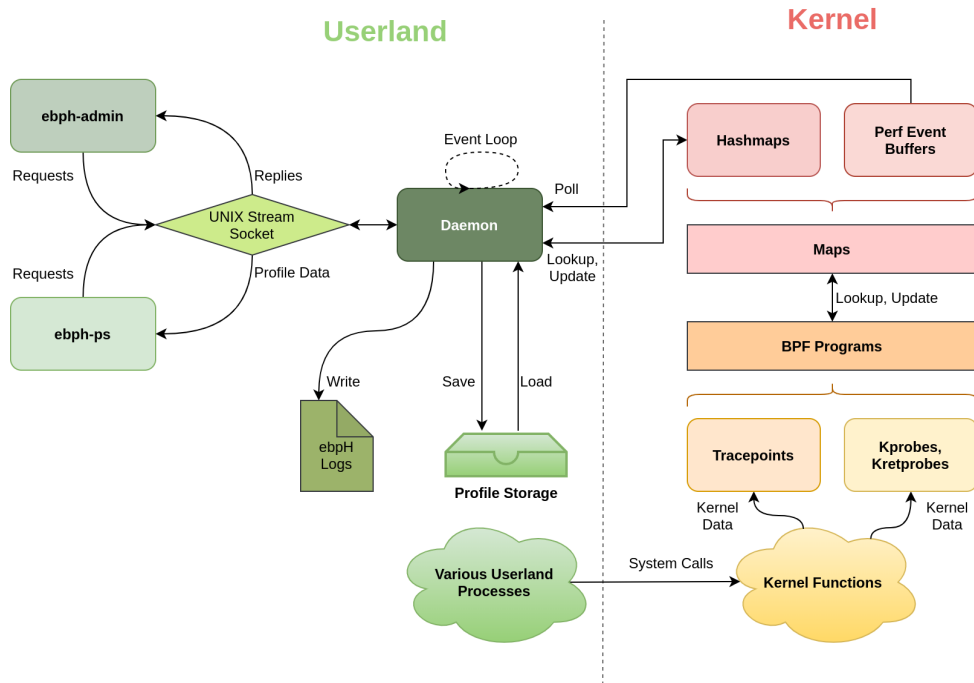 Userland
Kernel
ebph-admin
Requests
Replies
UNIX Stream
Socket
Requests
Profile Data
ebph-ps
Event Loop
Daemon
Poll
Lookup,
Update
Write
Save
Load
ebpH
Logs
Profile Storage
Various Userland
Processes
System Calls
Hashmaps
Perf Event
Buffers
Maps
Lookup, Update
BPF Programs
Tracepoints
Kprobes,
Kretprobes
Kernel
Data
Kernel
Data
Kernel Functions